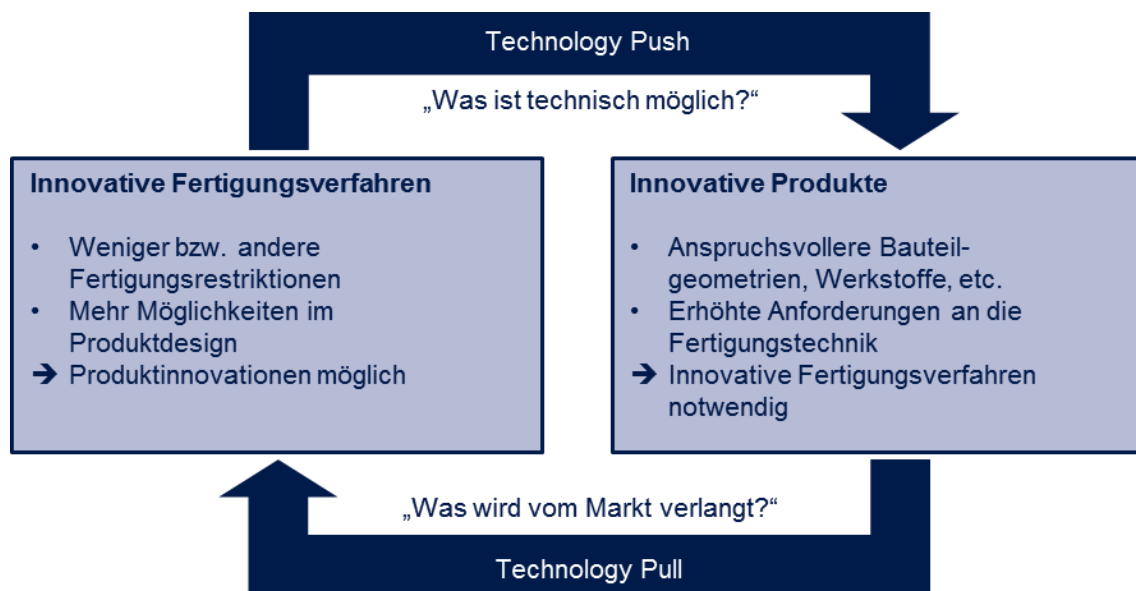 Technology Push
„Was ist technisch möglich?“
Innovative Fertigungsverfahren
• Weniger bzw. andere
Fertigungsrestriktionen
• Mehr Möglichkeiten im
Produktdesign
➔ Produktinnovationen möglich
Innovative Produkte
• Anspruchsvollere Bauteil-
geometrien, Werkstoffe, etc.
• Erhöhte Anforderungen an die
Fertigungstechnik
➔ Innovative Fertigungsverfahren
notwendig
„Was wird vom Markt verlangt?“
Technology Pull